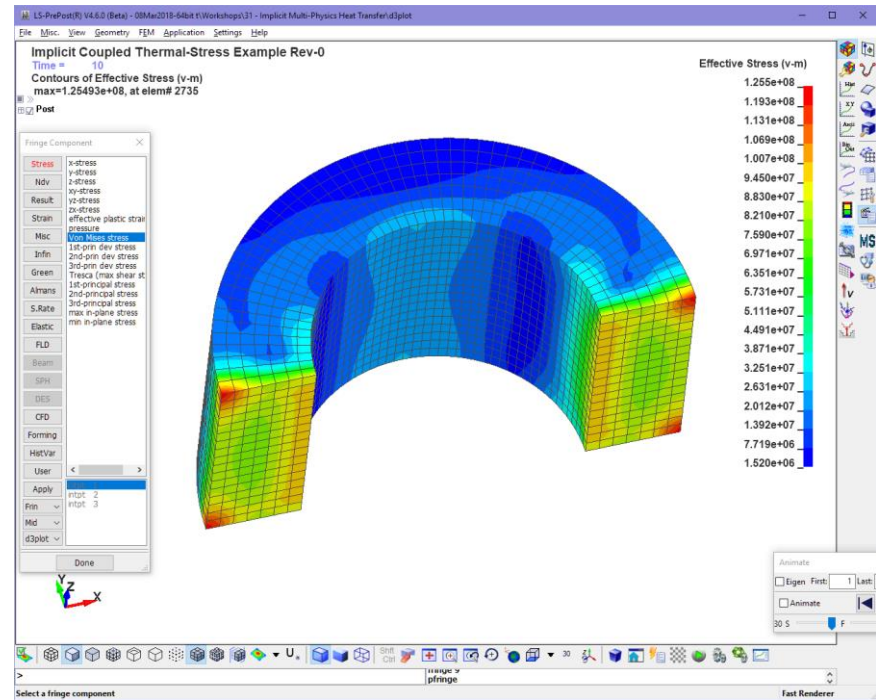 LS-PrePost(R) V4.6.0 (Beta) - 08Mar2018-64bit t\Workshops\31 - Implicit Multi-Physics Heat Transfer\d3plot
File Misc. View Geometry FEM Application Settings Help
Implicit Coupled Thermal-Stress Example Rev-0
Time = 10
Contours of Effective Stress (v-m)
max=1.25493e+08, at elem# 2735
Post
Effective Stress (v-m)
1.255e+08
1.193e+08
1.131e+08
1.069e+08
1.007e+08
9.450e+07
8.830e+07
8.210e+07
7.590e+07
6.971e+07
6.351e+07
5.731e+07
5.111e+07
4.491e+07
3.871e+07
3.251e+07
2.631e+07
2.012e+07
1.392e+07
7.719e+06
1.520e+06
Fringe Component
Stress
Ndv
Result
Strain
Misc
Infin
Green
Almans
S.Rate
Elastic
FLD
Beam
SPH
DES
CFD
Forming
HistVar
User
Apply
Frin
Mid
d3plot
x-stress
y-stress
z-stress
xy-stress
yz-stress
zx-stress
effective plastic strai
pressure
Von Mises stress
1st-prin dev stress
2nd-prin dev stress
3rd-prin dev stress
Tresca (max shear st
1st-principal stress
2nd-principal stress
3rd-principal stress
max in-plane stress
min in-plane stress
intpt 2
intpt 3
Done
Y
Z
X
Hist
X Y
Ascii
MS
Animate
Eigen First: 1 Last:
Animate
30 S F
Shft
Ctrl
30
>
pfringe
Select a fringe component
Fast Renderer